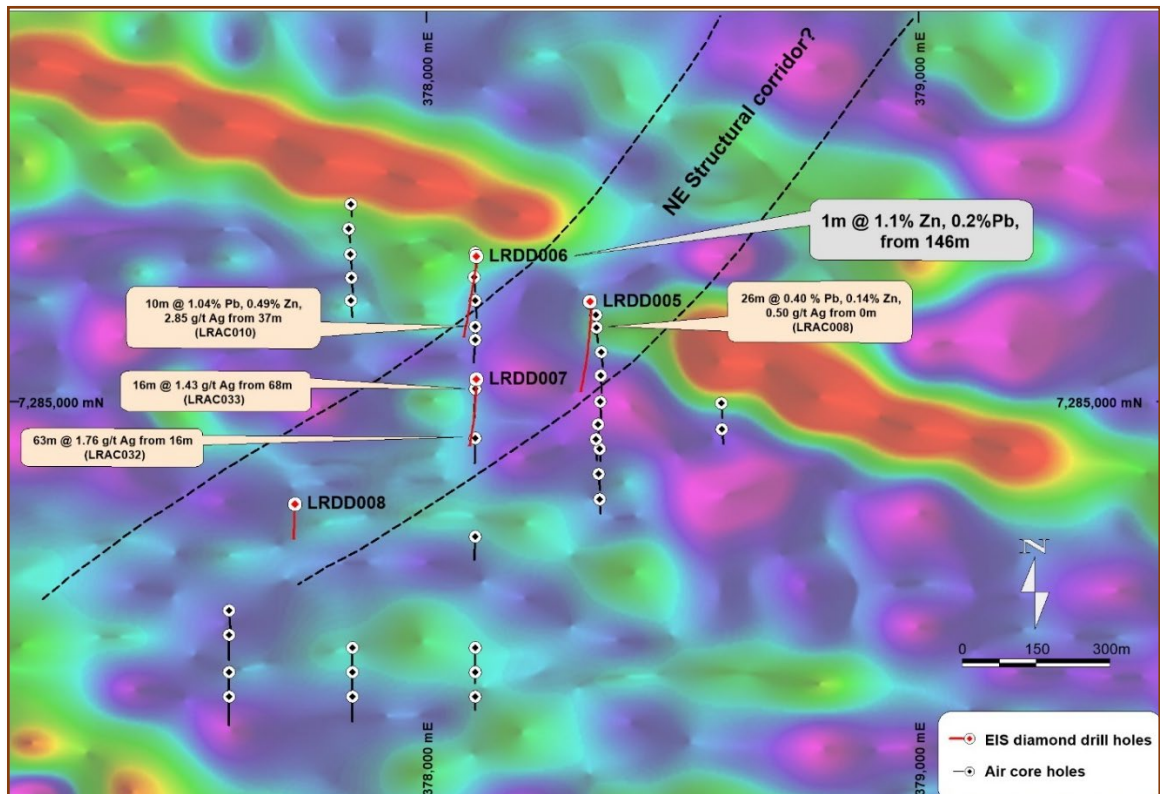 378,000 mE
379,000 mE
NE Structural corridor?
1m @ 1.1% Zn, 0.2%Pb,
from 146m
LRDD006
10m @ 1.04% Pb, 0.49% Zn,
2.85 g/t Ag from 37m
(LRAC010)
LRDD005
26m @ 0.40 % Pb, 0.14% Zn,
0.50 g/t Ag from 0m
(LRAC008)
LRDD007
16m @ 1.43 g/t Ag from 68m
(LRAC033)
7,285,000 mN
7,285,000 mN
63m @ 1.76 g/t Ag from 16m
(LRAC032)
LRDD008
N
0 150 300m
378,000 mE
379,000 mE
EIS diamond drill holes
Air core holes